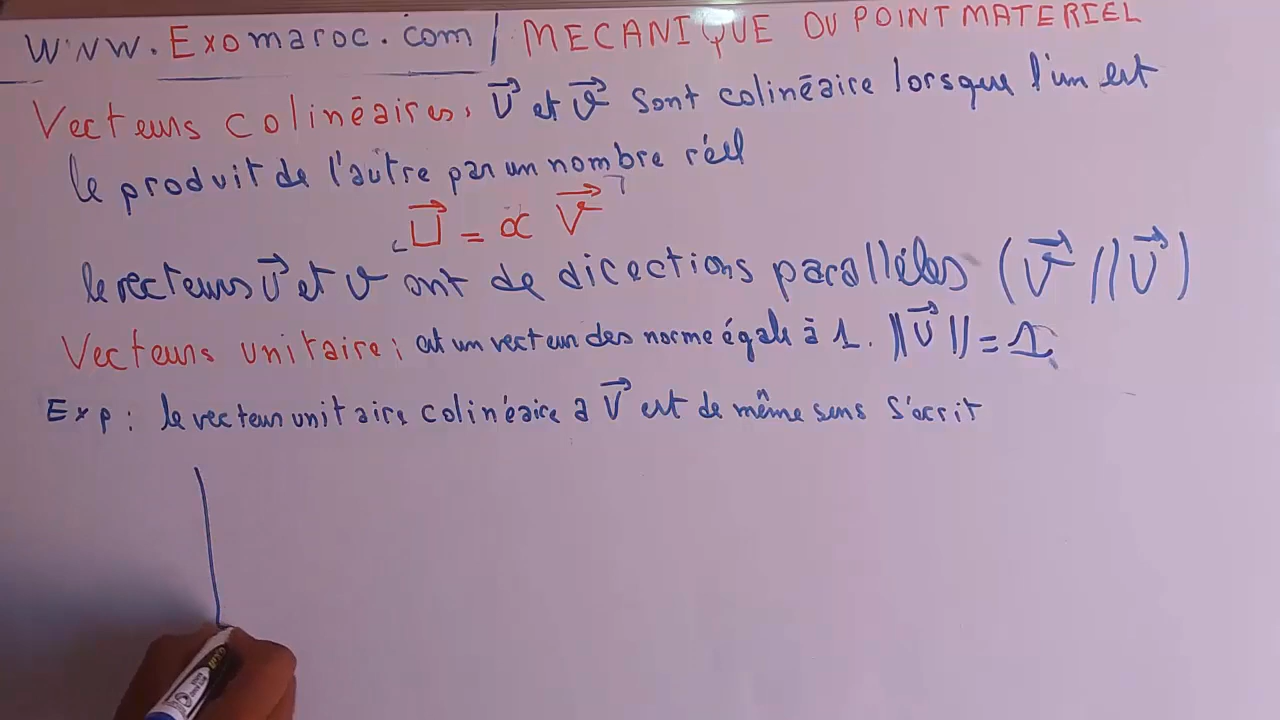 www.Exomaroc.com / MECANIQUE DU POINT MATERIEL
Vecteurs colinéaires, U⃗ et v⃗ sont colinéaire lorsque l'un est
le produit de l'autre par un nombre réel
U⃗ = α V⃗
le vecteurs U⃗ et v ont de directions paralléles (V⃗ // U⃗)
Vecteurs unitaire; est un vecteur des norme égale à 1. ||U⃗|| = 1
Exp: le vecteur unitaire colinéaire a V⃗ est de même sens s'écrit